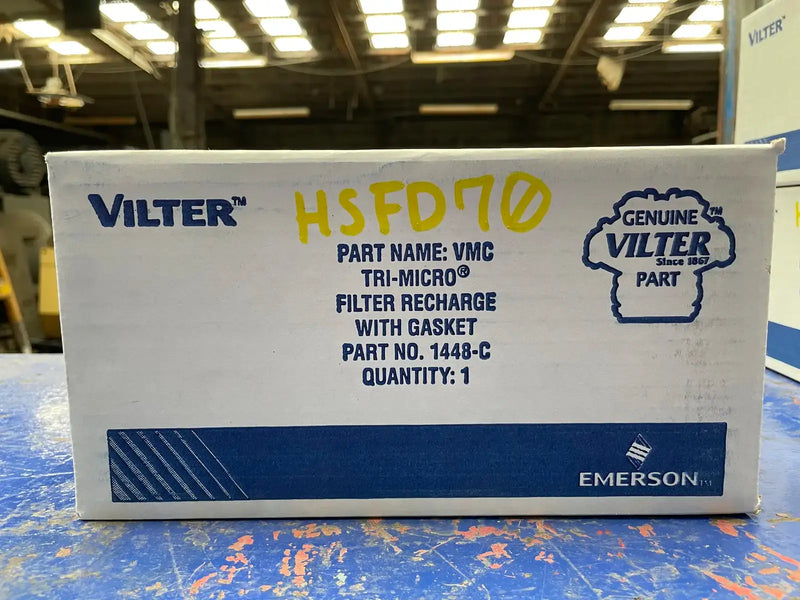 VILTER™
HSFD70
PART NAME: VMC
TRI-MICRO®
FILTER RECHARGE
WITH GASKET
PART NO. 1448-C
QUANTITY: 1
GENUINE™
VILTER
Since 1867
PART
EMERSON™
VILTER™